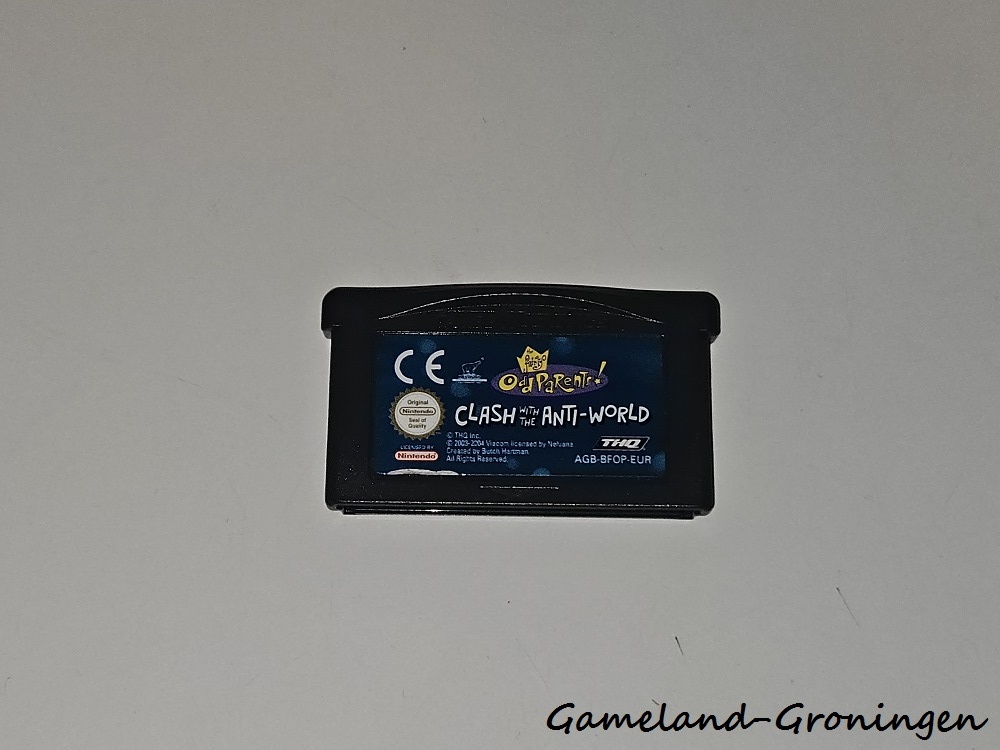 CE
Fairly
OddParents!
CLASH WITH THE ANTI-WORLD
Original
Nintendo
Seal of
Quality
LICENSED BY
Nintendo
© THQ Inc.
© 2003-2004 Viacom licensed by Nelvana
Created by Butch Hartman.
All Rights Reserved.
THQ
AGB-BFOP-EUR
Gameland-Groningen